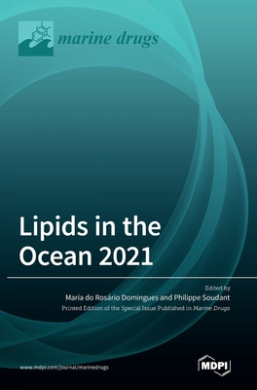 marine drugs
Lipids in the
Ocean 2021
Edited by
Maria do Rosário Domingues and Philippe Soudant
Printed Edition of the Special Issue Published in Marine Drugs
www.mdpi.com/journal/marinedrugs
MDPI